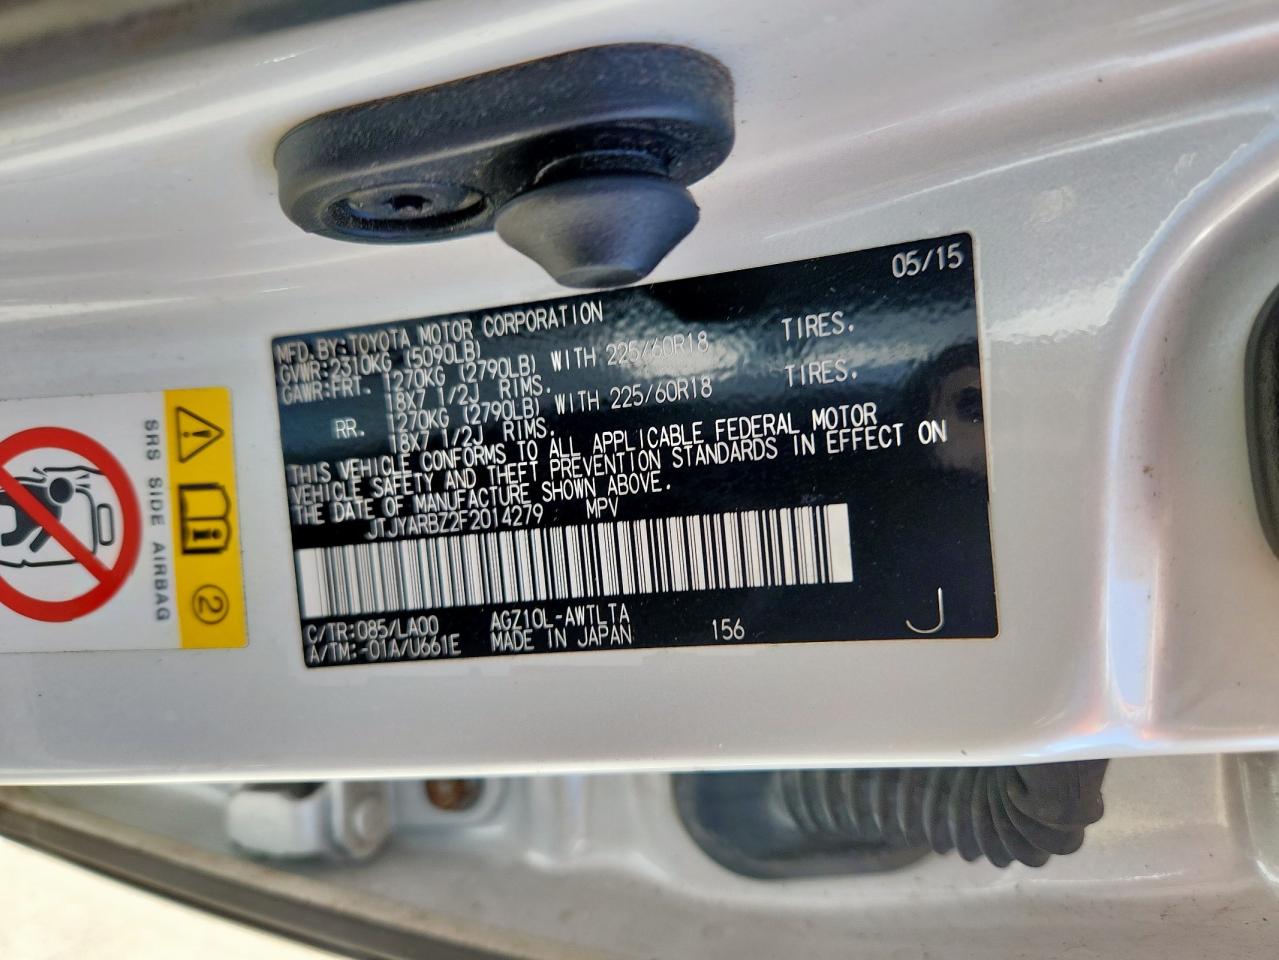 05/15
MFD.BY:TOYOTA MOTOR CORPORATION
GVWR:2310KG (5090LB)
GAWR:FRT. 1270KG (2790LB) WITH 225/60R18 TIRES.
18X7 1/2J RIMS.
RR. 1270KG (2790LB) WITH 225/60R18 TIRES.
18X7 1/2J RIMS.
THIS VEHICLE CONFORMS TO ALL APPLICABLE FEDERAL MOTOR
VEHICLE SAFETY AND THEFT PREVENTION STANDARDS IN EFFECT ON
THE DATE OF MANUFACTURE SHOWN ABOVE.
JTJYARBZ2F2014279 MPV
C/TR:085/LA00 AGZ10L-AWTLTA
A/TM:-01A/U661E MADE IN JAPAN 156 J
SRS SIDE AIRBAG
2